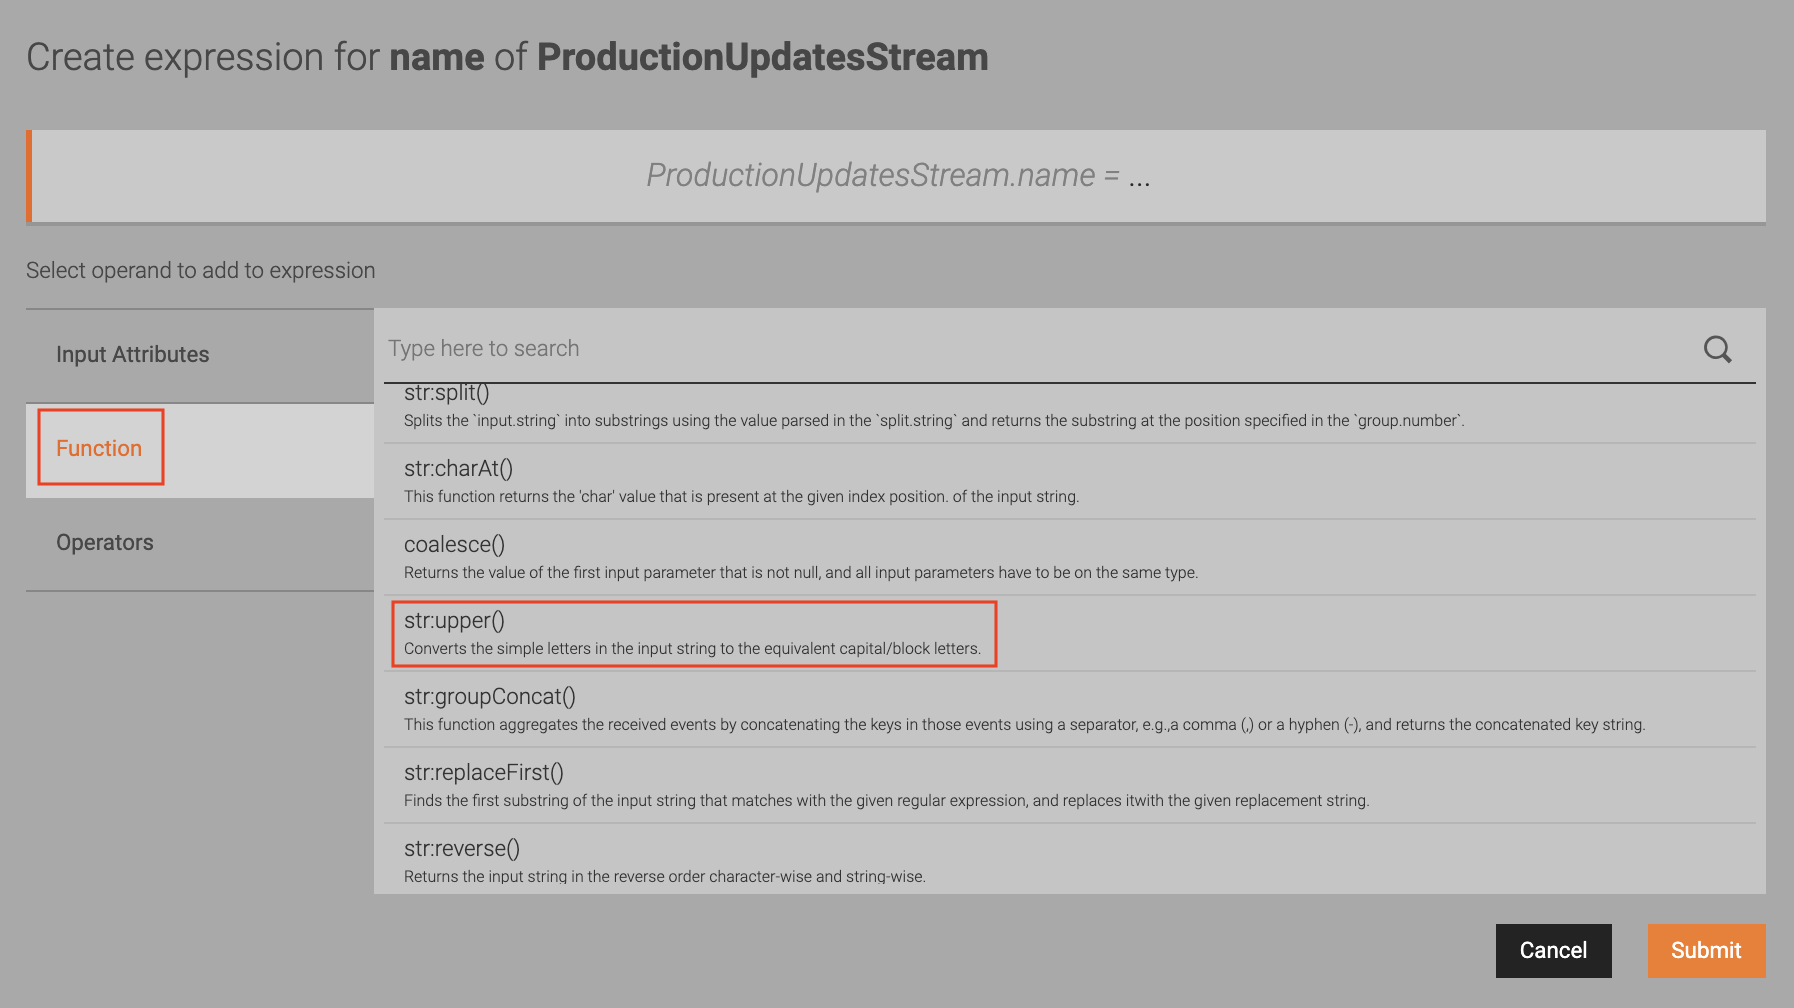 Create expression for name of ProductionUpdatesStream
ProductionUpdatesStream.name = ...
Select operand to add to expression
Input Attributes
Function
Operators
Type here to search
str:split()
Splits the `input.string` into substrings using the value parsed in the `split.string` and returns the substring at the position specified in the `group.number`.
str:charAt()
This function returns the 'char' value that is present at the given index position. of the input string.
coalesce()
Returns the value of the first input parameter that is not null, and all input parameters have to be on the same type.
str:upper()
Converts the simple letters in the input string to the equivalent capital/block letters.
str:groupConcat()
This function aggregates the received events by concatenating the keys in those events using a separator, e.g.,a comma (,) or a hyphen (-), and returns the concatenated key string.
str:replaceFirst()
Finds the first substring of the input string that matches with the given regular expression, and replaces itwith the given replacement string.
str:reverse()
Returns the input string in the reverse order character-wise and string-wise.
Cancel
Submit